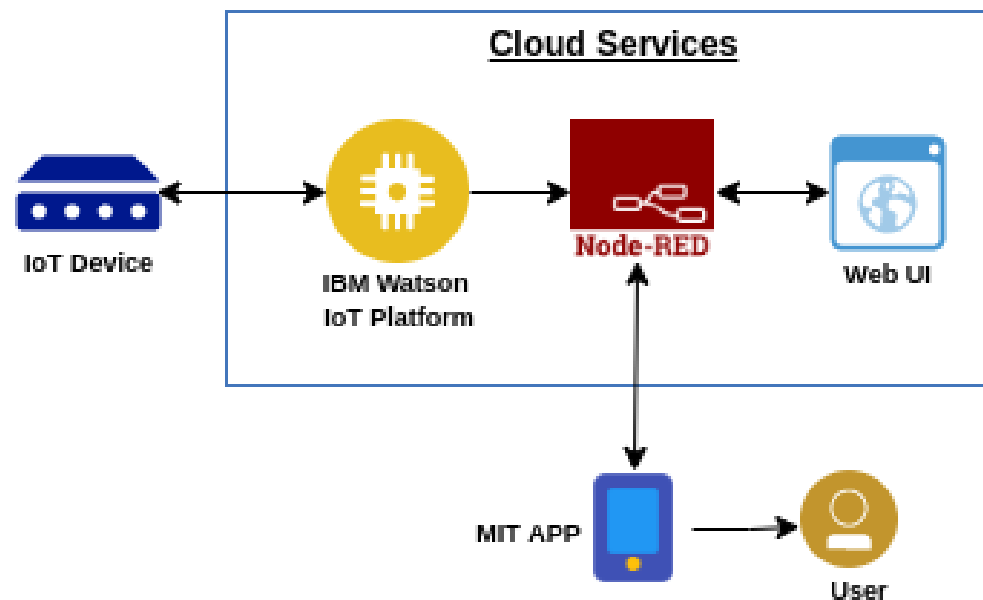 Cloud Services
IoT Device
IBM Watson
IoT Platform
Node-RED
Web UI
MIT APP
User